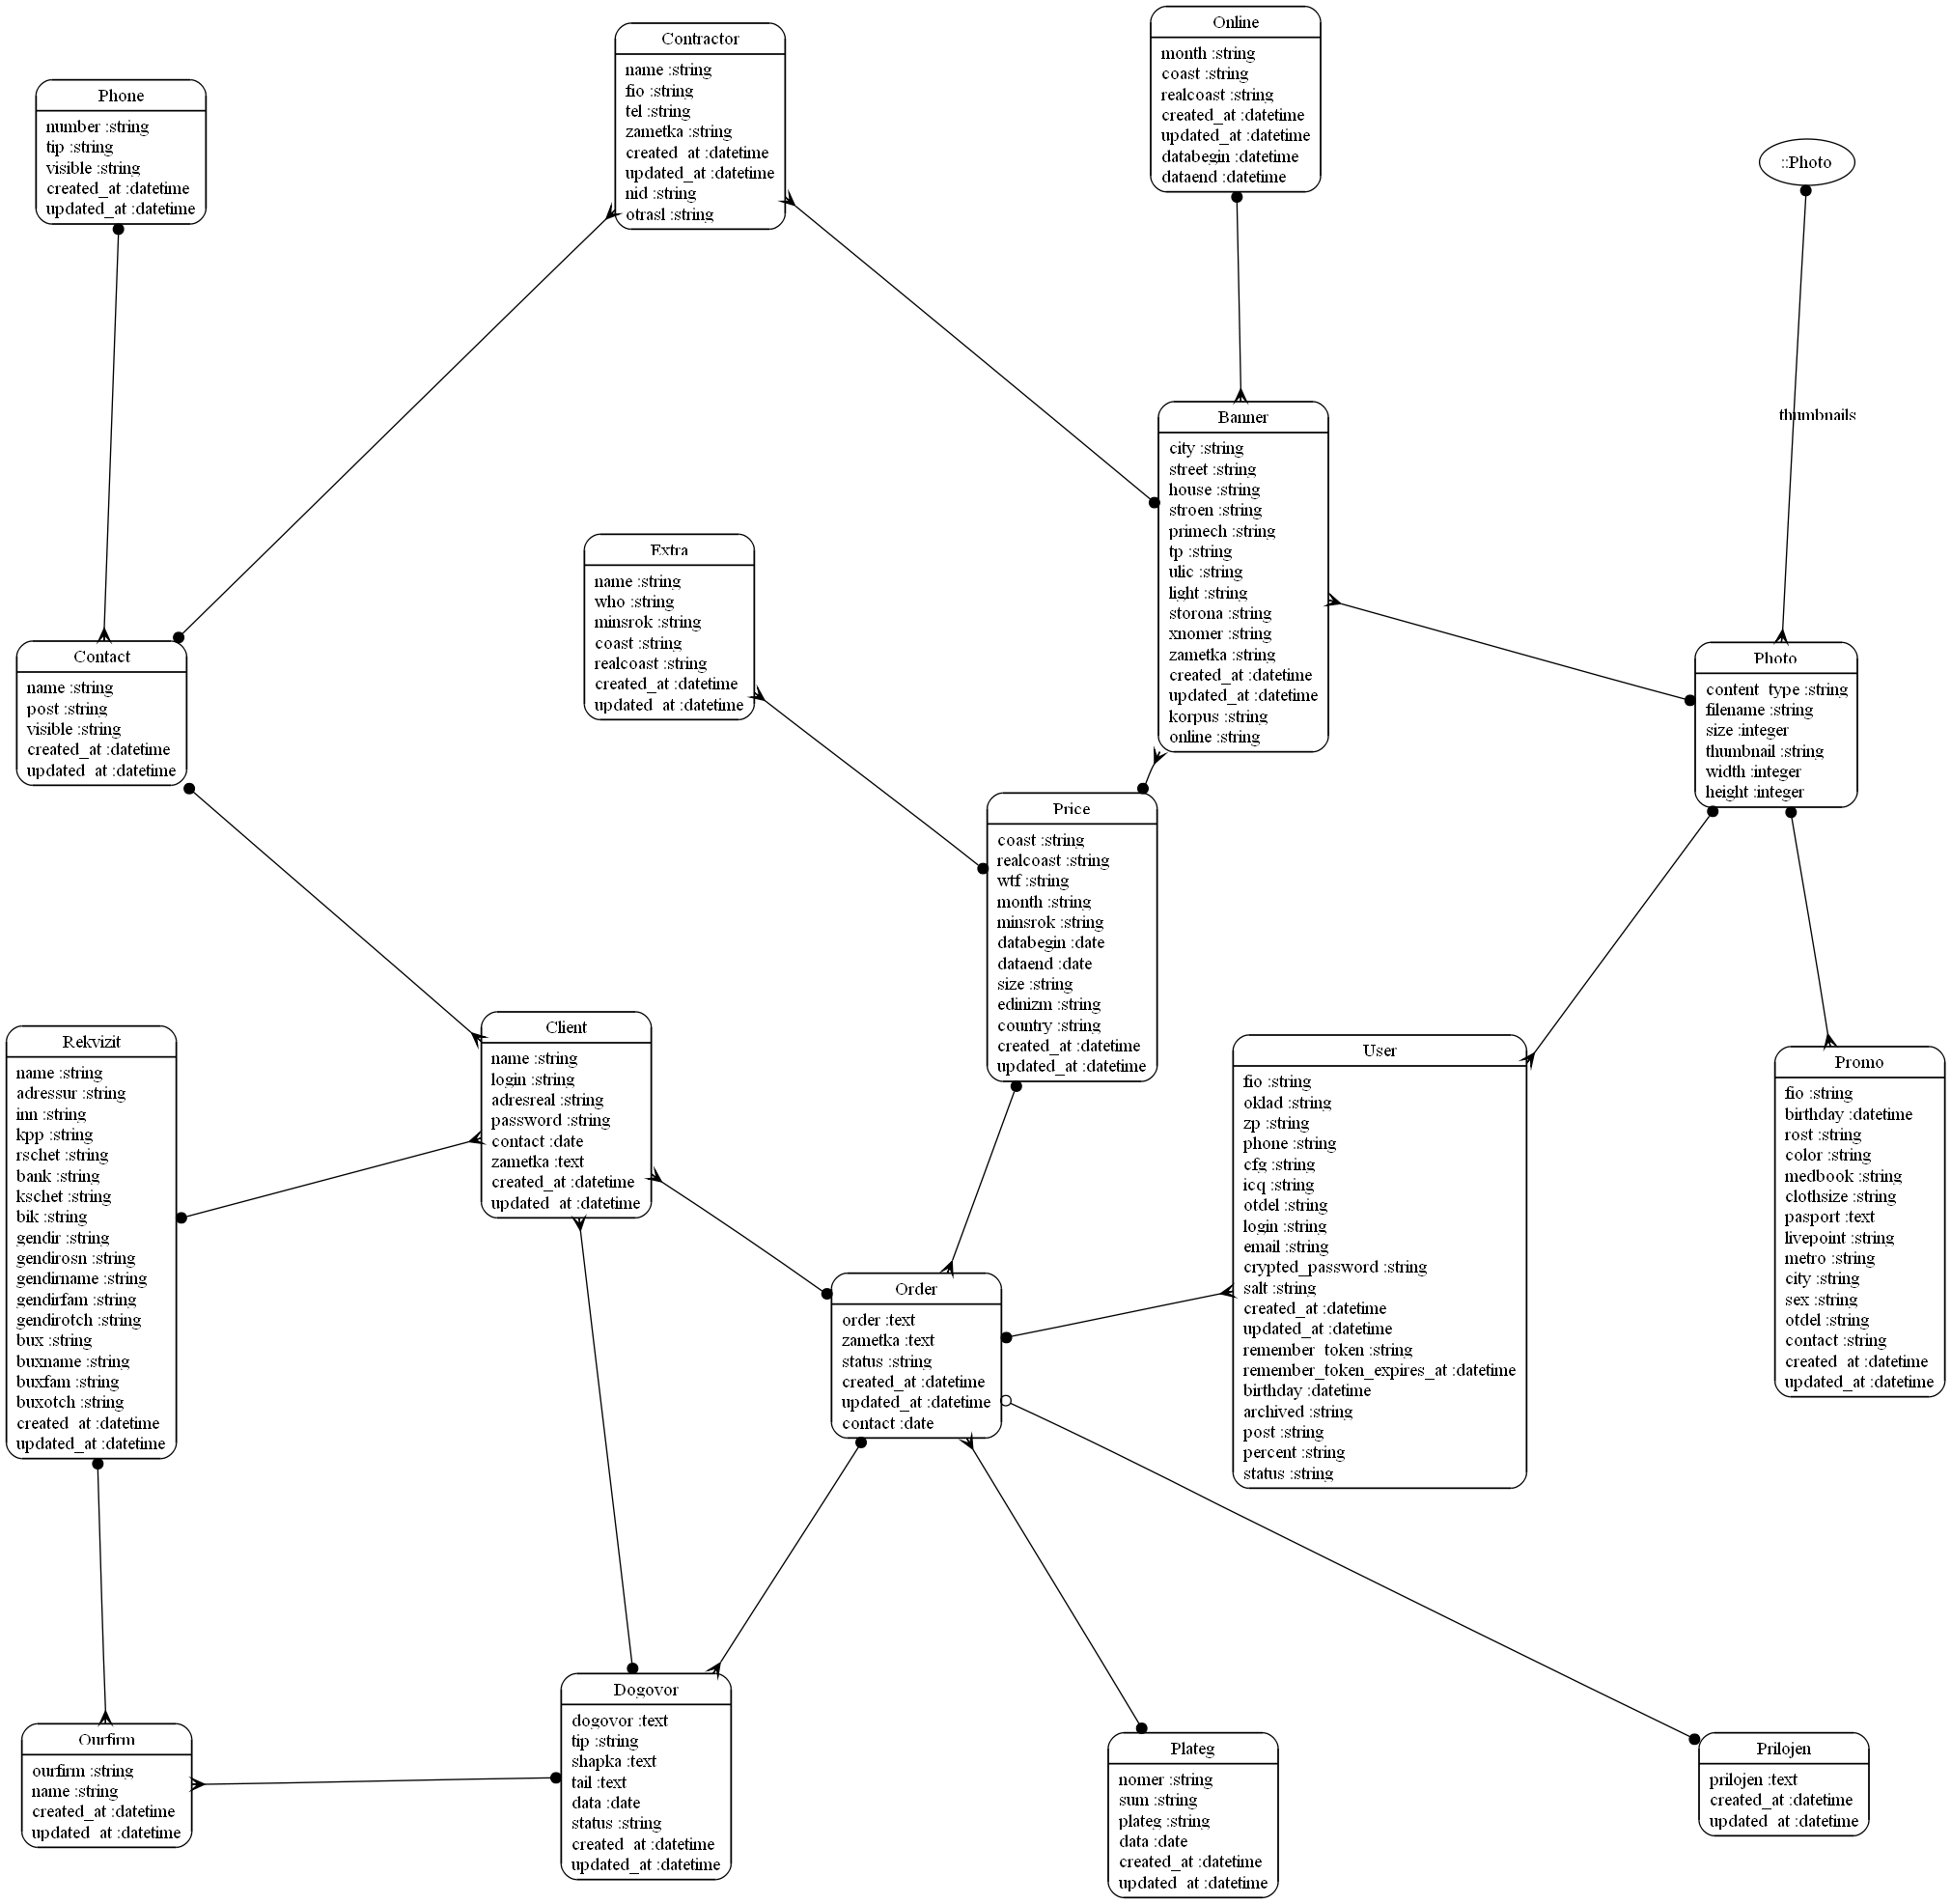 Online
month :string
coast :string
realcoast :string
created_at :datetime
updated_at :datetime
databegin :datetime
dataend :datetime
Contractor
name :string
fio :string
tel :string
zametka :string
created_at :datetime
updated_at :datetime
nid :string
otrasl :string
Phone
number :string
tip :string
visible :string
created_at :datetime
updated_at :datetime
::Photo
thumbnails
Banner
city :string
street :string
house :string
stroen :string
primech :string
tp :string
ulic :string
light :string
storona :string
xnomer :string
zametka :string
created_at :datetime
updated_at :datetime
korpus :string
online :string
Extra
name :string
who :string
minsrok :string
coast :string
realcoast :string
created_at :datetime
updated_at :datetime
Contact
name :string
post :string
visible :string
created_at :datetime
updated_at :datetime
Photo
content_type :string
filename :string
size :integer
thumbnail :string
width :integer
height :integer
Price
coast :string
realcoast :string
wtf :string
month :string
minsrok :string
databegin :date
dataend :date
size :string
edinizm :string
country :string
created_at :datetime
updated_at :datetime
Client
name :string
login :string
adresreal :string
password :string
contact :date
zametka :text
created_at :datetime
updated_at :datetime
Rekvizit
name :string
adressur :string
inn :string
kpp :string
rschet :string
bank :string
kschet :string
bik :string
gendir :string
gendirosn :string
gendirname :string
gendirfam :string
gendirotch :string
bux :string
buxname :string
buxfam :string
buxotch :string
created_at :datetime
updated_at :datetime
User
fio :string
oklad :string
zp :string
phone :string
cfg :string
icq :string
otdel :string
login :string
email :string
crypted_password :string
salt :string
created_at :datetime
updated_at :datetime
remember_token :string
remember_token_expires_at :datetime
birthday :datetime
archived :string
post :string
percent :string
status :string
Promo
fio :string
birthday :datetime
rost :string
color :string
medbook :string
clothsize :string
pasport :text
livepoint :string
metro :string
city :string
sex :string
otdel :string
contact :string
created_at :datetime
updated_at :datetime
Order
order :text
zametka :text
status :string
created_at :datetime
updated_at :datetime
contact :date
Dogovor
dogovor :text
tip :string
shapka :text
tail :text
data :date
status :string
created_at :datetime
updated_at :datetime
Ourfirm
ourfirm :string
name :string
created_at :datetime
updated_at :datetime
Plateg
nomer :string
sum :string
plateg :string
data :date
created_at :datetime
updated_at :datetime
Prilojen
prilojen :text
created_at :datetime
updated_at :datetime